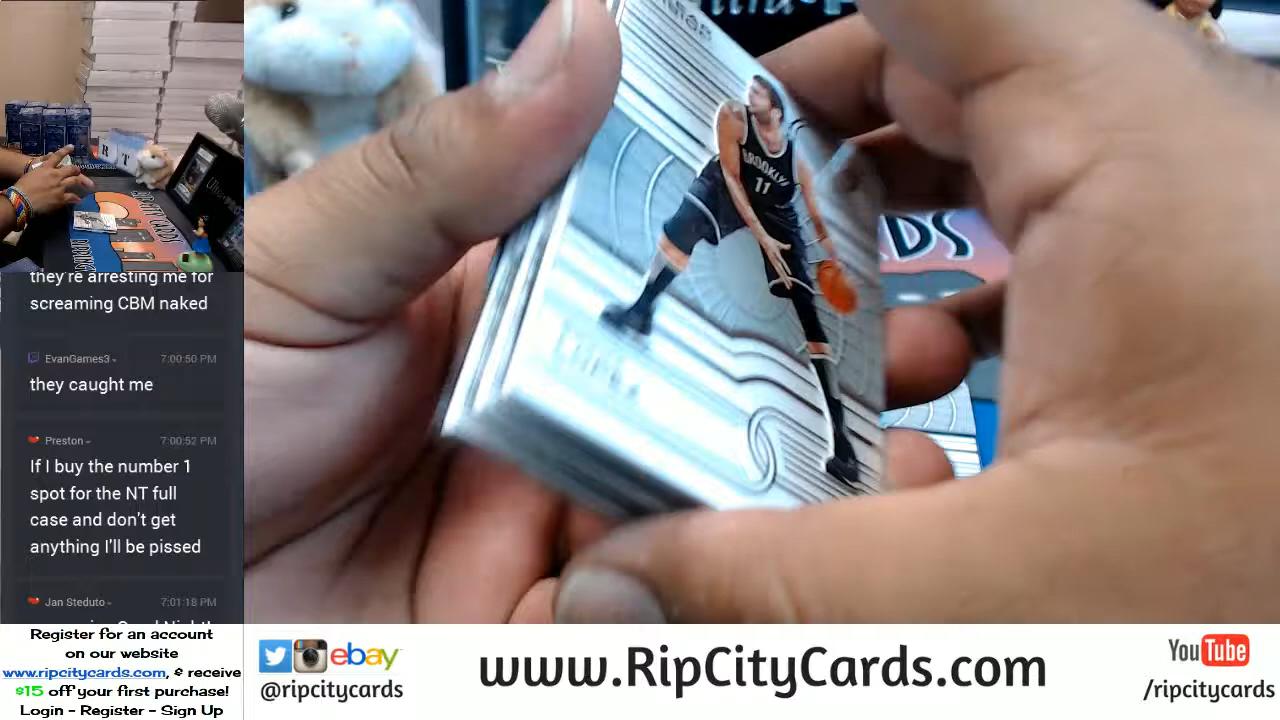 they're arresting me for
screaming CBM naked
EvanGames3 7:00:50 PM
they caught me
Preston 7:00:52 PM
If I buy the number 1
spot for the NT full
case and don't get
anything I'll be pissed
Jan Steduto 7:01:18 PM
Register for an account
on our website
www.ripcitycards.com, & receive
$15 off your first purchase!
Login - Register - Sign Up
ebay
@ripcitycards
www.RipCityCards.com
YouTube
/ripcitycards
BROOKLYN
11
RDS